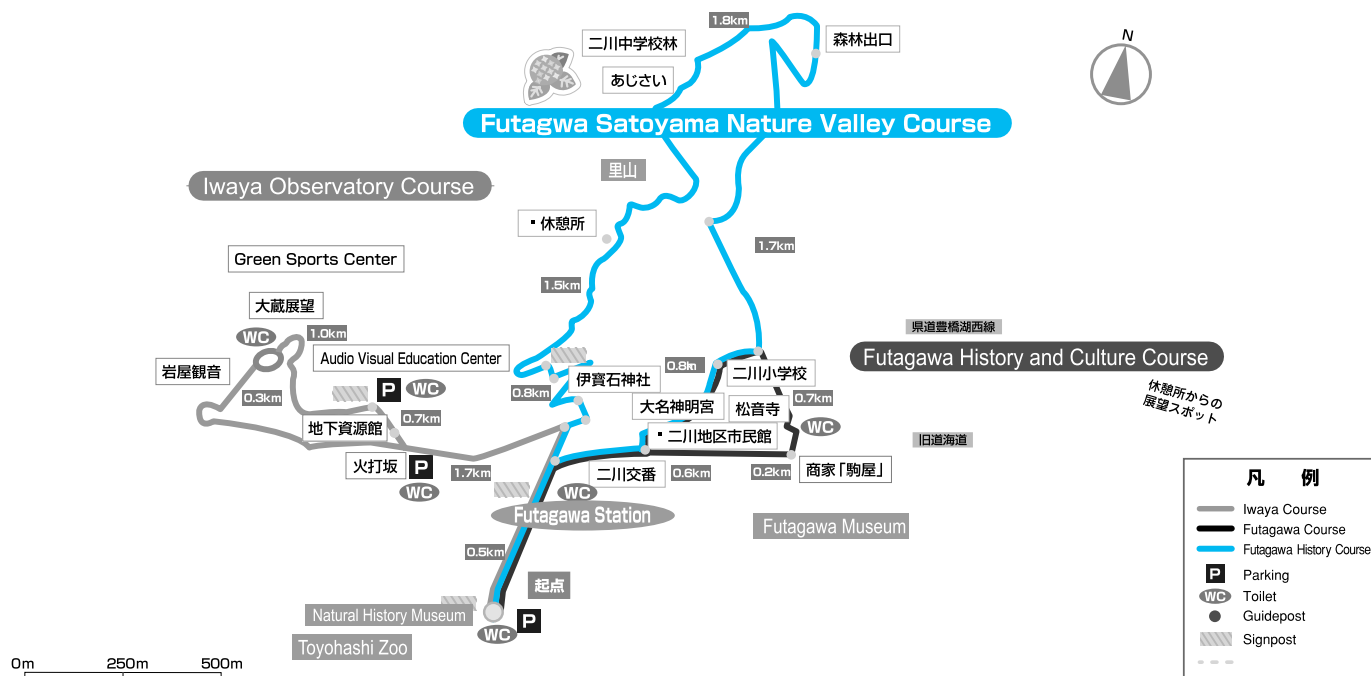 1.8km
N
二川中学校林
森林出口
あじさい
Futagwa Satoyama Nature Valley Course
里山
Iwaya Observatory Course
・休憩所
1.7km
Green Sports Center
1.5km
大蔵展望
WC
1.0km
県道豊橋湖西線
Audio Visual Education Center
Futagawa History and Culture Course
岩屋観音
0.8km
二川小学校
伊寶石神社
P
WC
休憩所からの
展望スポット
0.3km
0.8km
0.7km
大名神明宮
松音寺
地下資源館
0.7km
WC
・二川地区市民館
旧道海道
火打坂
P
1.7km
二川交番
0.6km
0.2km
商家「駒屋」
WC
WC
Futagawa Station
Futagawa Museum
0.5km
起点
Natural History Museum
P
WC
Toyohashi Zoo
0m
250m
500m
凡 例
Iwaya Course
Futagawa Course
Futagawa History Course
P
Parking
WC
Toilet
Guidepost
Signpost